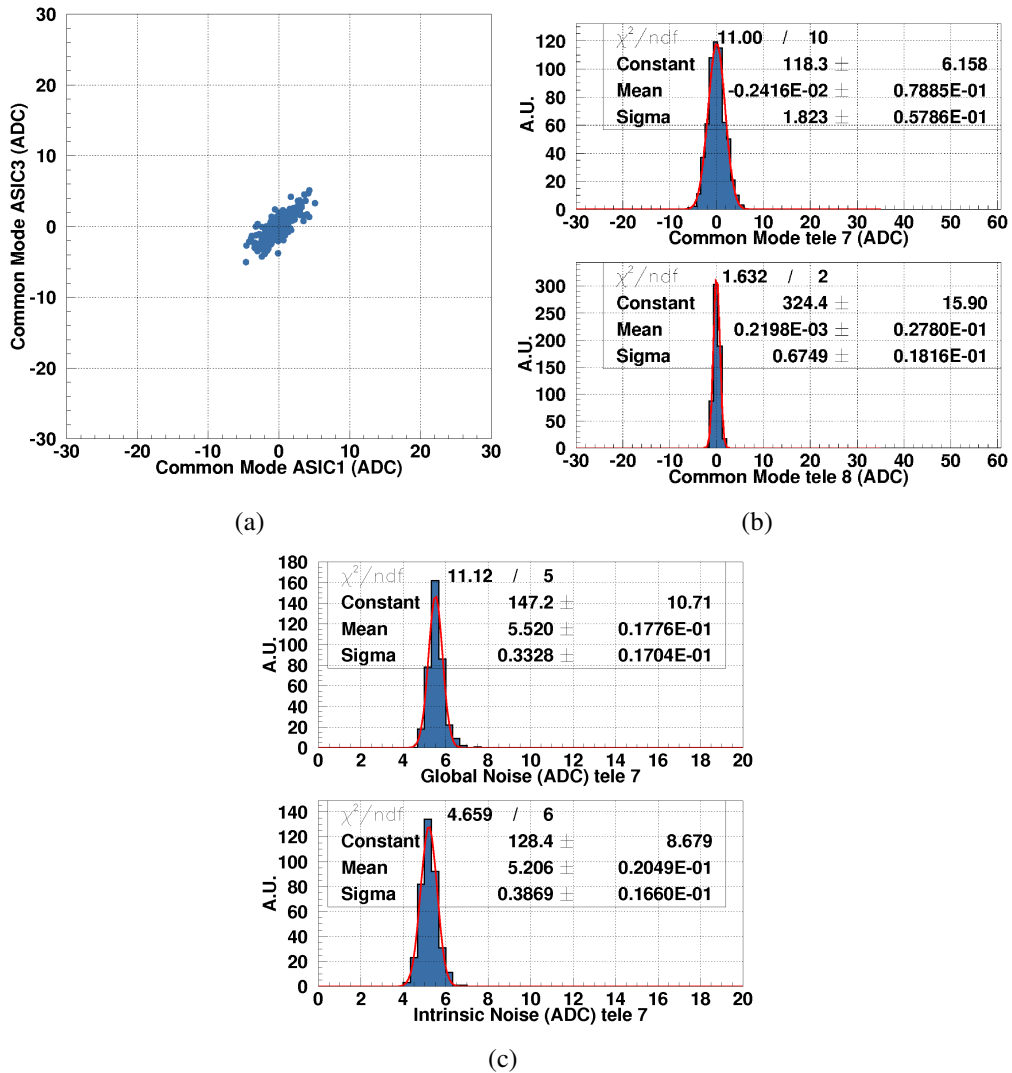 30
20
10
0
-10
-20
-30
Common Mode ASIC3 (ADC)
-30 -20 -10 0 10 20 30
Common Mode ASIC1 (ADC)
(a)
χ²/ndf 11.00 / 10
Constant 118.3 ± 6.158
Mean -0.2416E-02 ± 0.7885E-01
Sigma 1.823 ± 0.5786E-01
120
100
80
60
40
20
0
A.U.
-30 -20 -10 0 10 20 30 40 50 60
Common Mode tele 7 (ADC)
χ²/ndf 1.632 / 2
Constant 324.4 ± 15.90
Mean 0.2198E-03 ± 0.2780E-01
Sigma 0.6749 ± 0.1816E-01
300
250
200
150
100
50
0
A.U.
-30 -20 -10 0 10 20 30 40 50 60
Common Mode tele 8 (ADC)
(b)
χ²/ndf 11.12 / 5
Constant 147.2 ± 10.71
Mean 5.520 ± 0.1776E-01
Sigma 0.3328 ± 0.1704E-01
180
160
140
120
100
80
60
40
20
0
A.U.
0 2 4 6 8 10 12 14 16 18 20
Global Noise (ADC) tele 7
χ²/ndf 4.659 / 6
Constant 128.4 ± 8.679
Mean 5.206 ± 0.2049E-01
Sigma 0.3869 ± 0.1660E-01
140
120
100
80
60
40
20
0
A.U.
0 2 4 6 8 10 12 14 16 18 20
Intrinsic Noise (ADC) tele 7
(c)